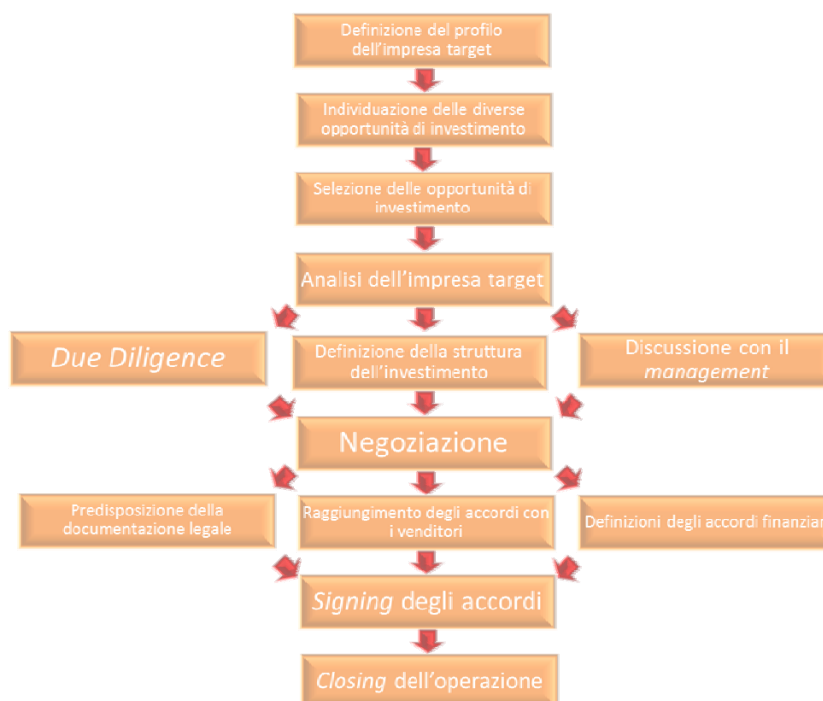 Definizione del profilo
dell'impresa target
Individuazione delle diverse
opportunità di investimento
Selezione delle opportunità di
investimento
Analisi dell'impresa target
Due Diligence
Definizione della struttura
dell'investimento
Discussione con il
management
Negoziazione
Predisposizione della
documentazione legale
Raggiungimento degli accordi con
i venditori
Definizioni degli accordi finanziar
Signing degli accordi
Closing dell'operazione